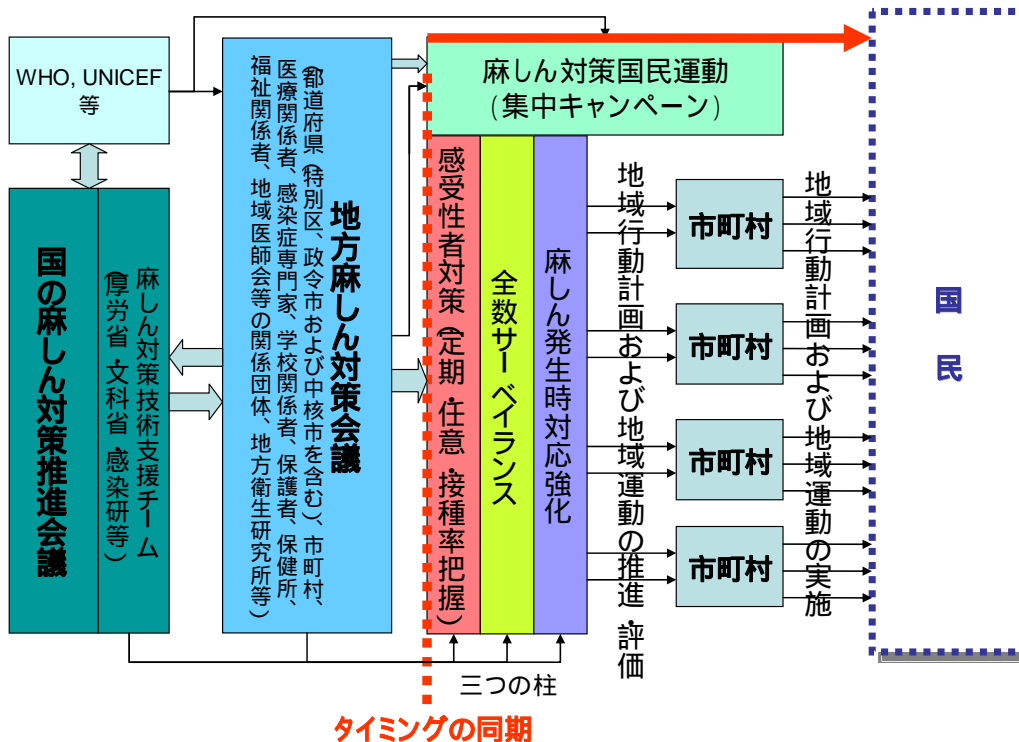 WHO, UNICEF
等
国の麻しん対策推進会議
麻しん対策技術支援チーム
(厚労省・文科省・感染研等)
地方麻しん対策会議
(都道府県(特別区、政令市および中核市を含む)、市町村、
医療関係者、感染症専門家、学校関係者、保護者、保健所、
福祉関係者、地域医師会等の関係団体、地方衛生研究所等)
麻しん対策国民運動
(集中キャンペーン)
感受性者対策(定期・任意・接種率把握)
全数サーベイランス
麻しん発生時対応強化
地域行動計画および地域運動の推進・評価
市町村
市町村
市町村
市町村
地域行動計画および地域運動の実施
国民
三つの柱
タイミングの同期